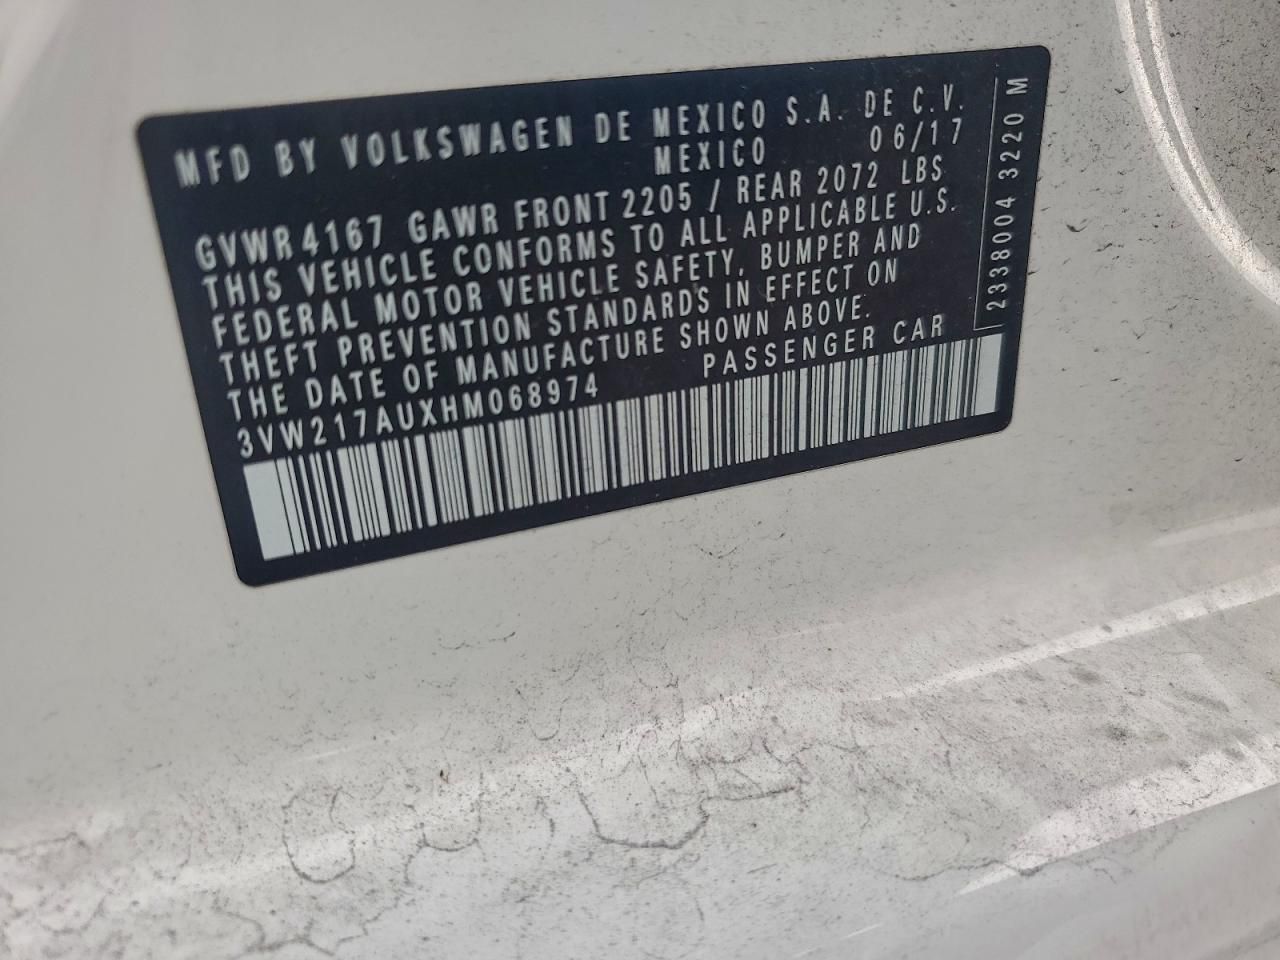 MFD BY VOLKSWAGEN DE MEXICO S.A. DE C.V.
MEXICO 06/17
GVWR 4167 GAWR FRONT 2205 / REAR 2072 LBS
THIS VEHICLE CONFORMS TO ALL APPLICABLE U.S.
FEDERAL MOTOR VEHICLE SAFETY, BUMPER AND
THEFT PREVENTION STANDARDS IN EFFECT ON
THE DATE OF MANUFACTURE SHOWN ABOVE.
3VW217AUXHM068974 PASSENGER CAR
2338004 3220 M